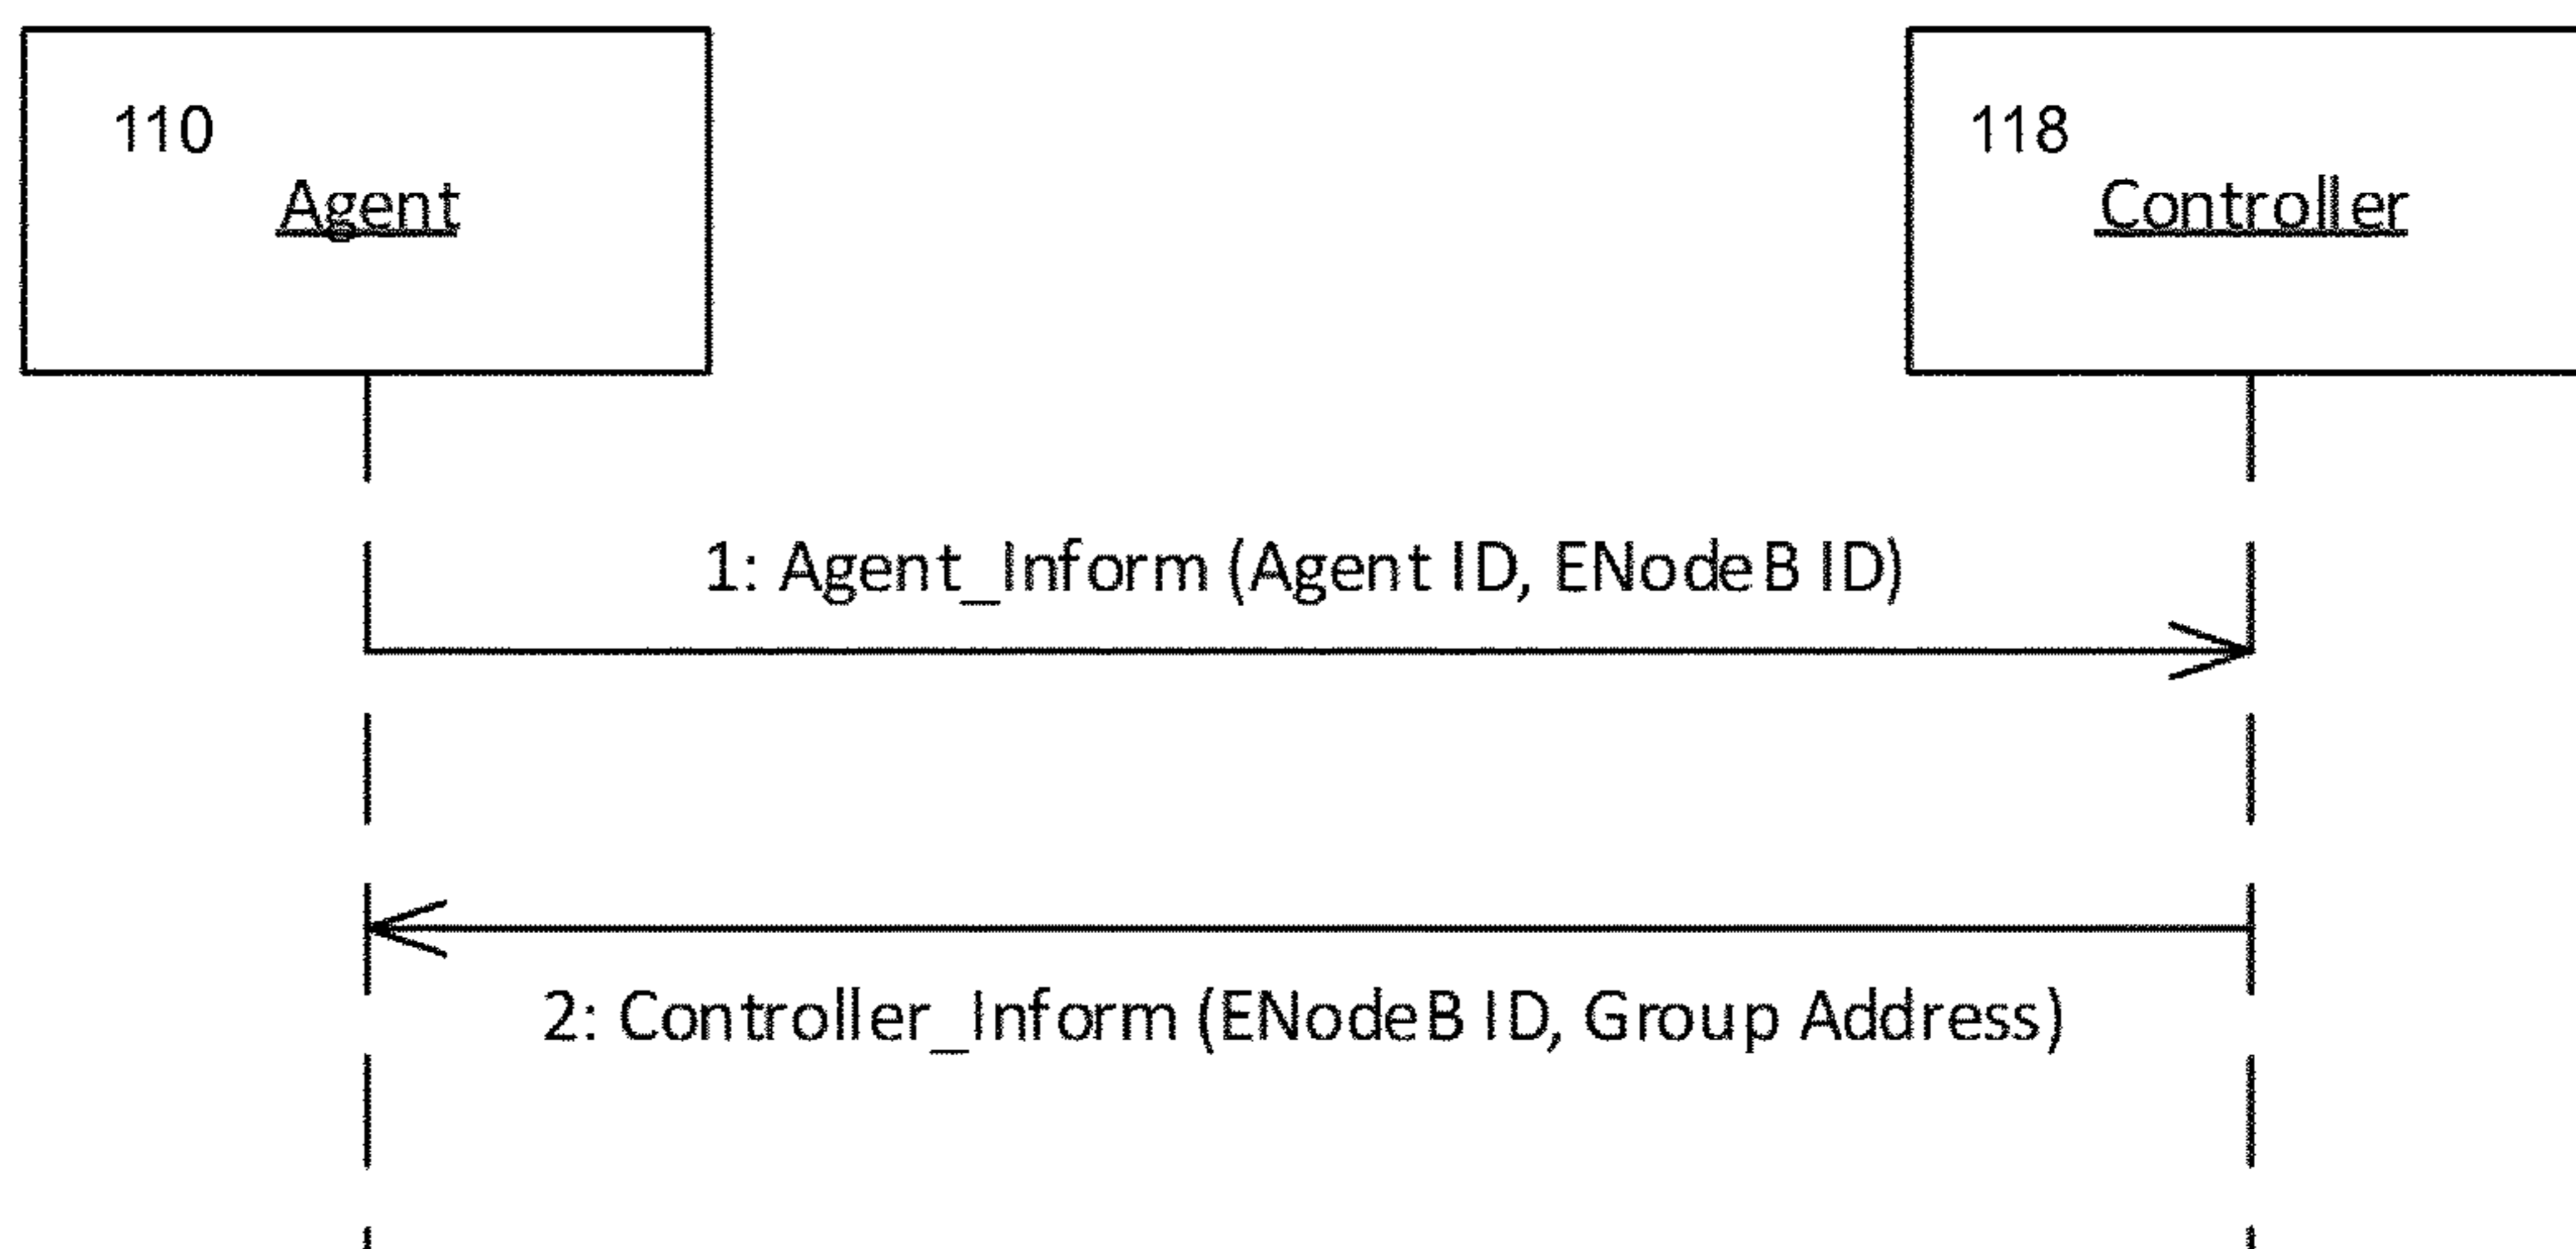 110
Agent
118
Controller
1: Agent_Inform (Agent ID, ENodeB ID)
2: Controller_Inform (ENodeB ID, Group Address)